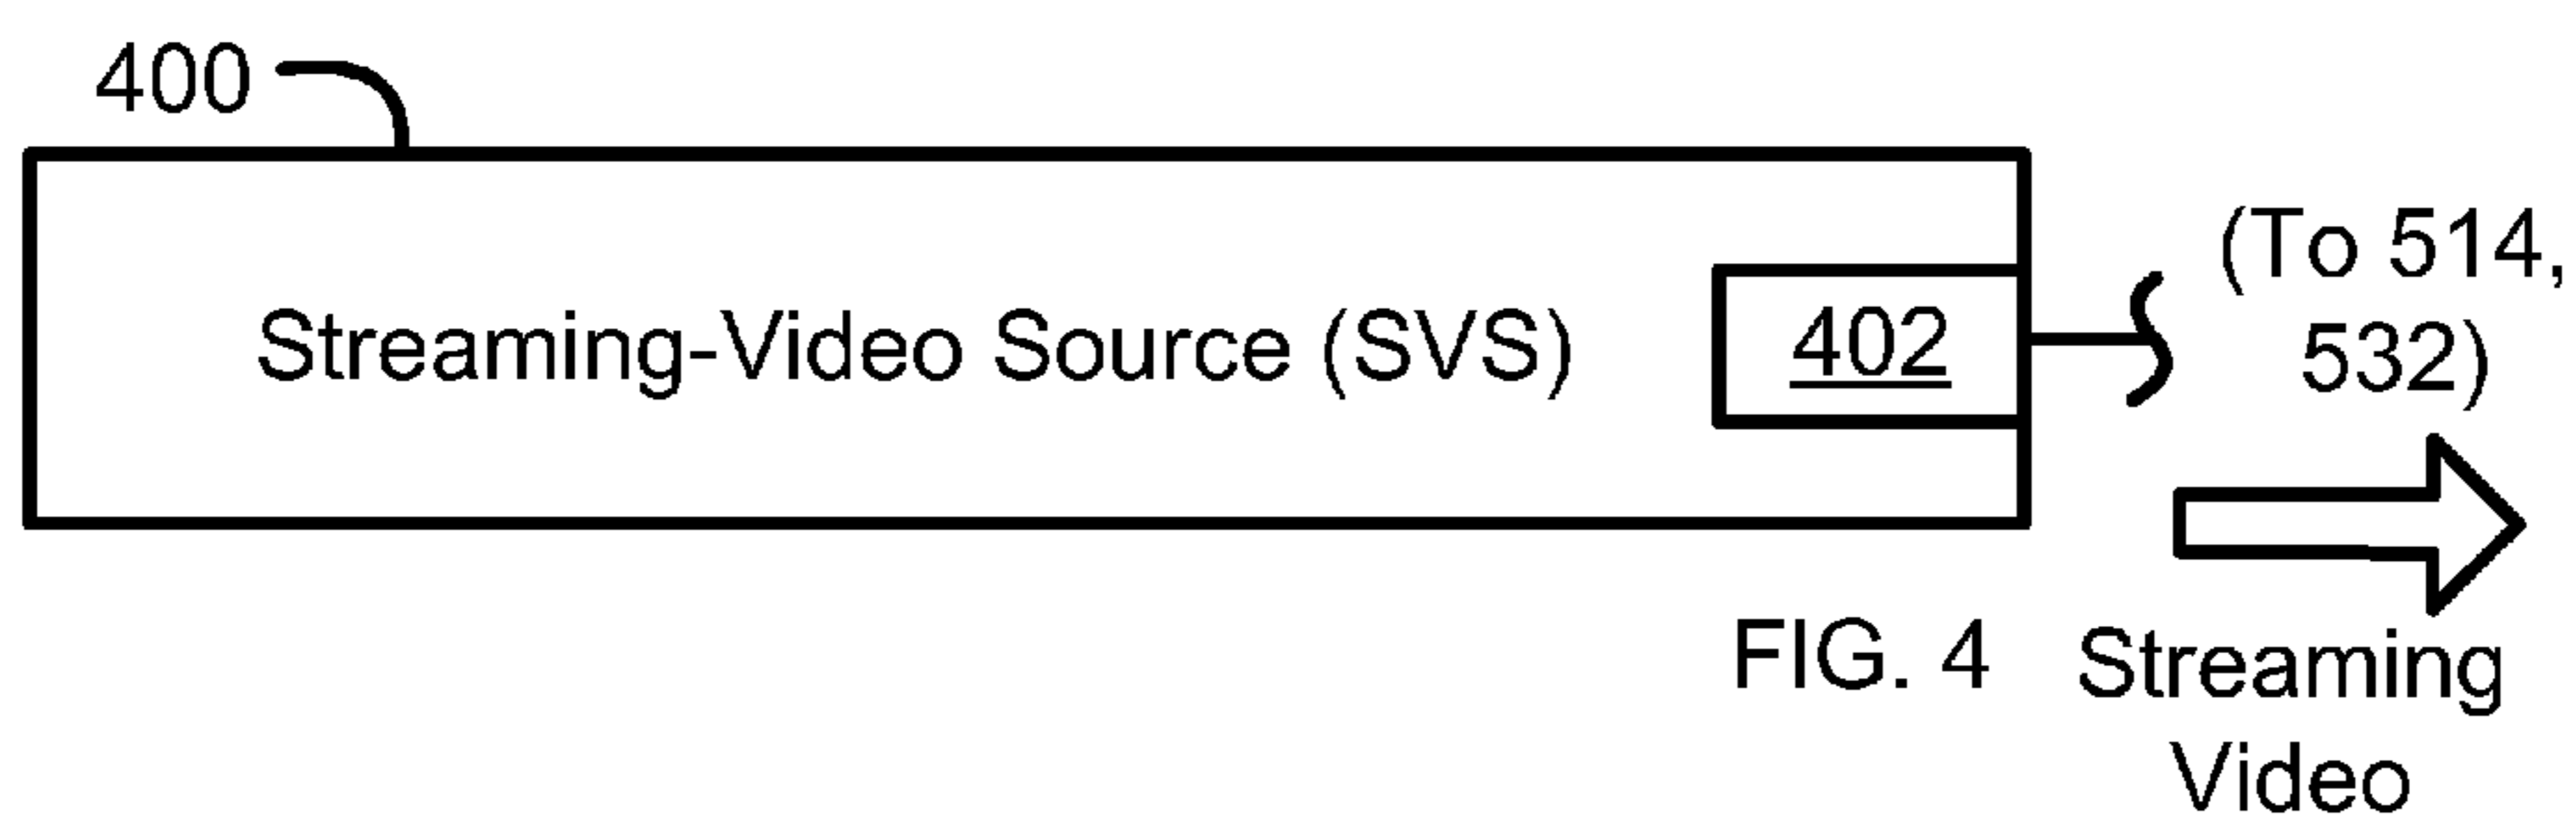 400
Streaming-Video Source (SVS)
402
(To 514,
532)
FIG. 4
Streaming
Video